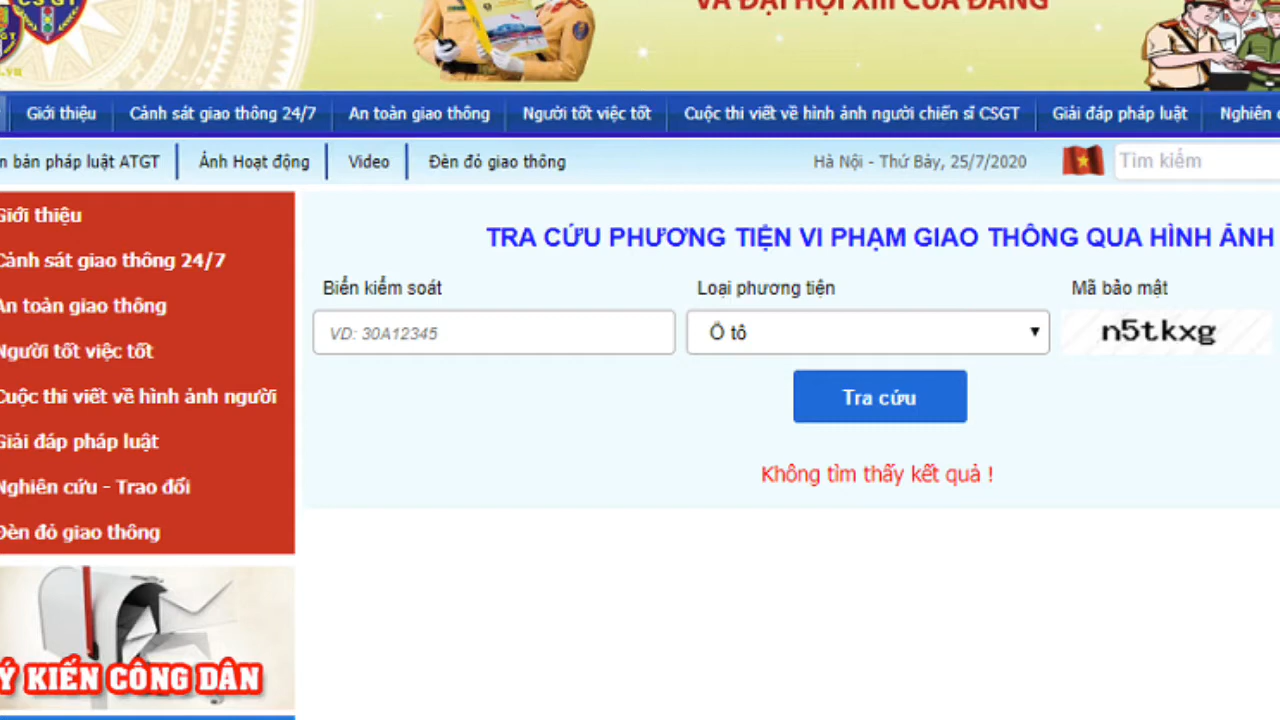 CSGT
VÀ ĐẠI HỘI XIII CỦA ĐẢNG
Giới thiệu
Cảnh sát giao thông 24/7
An toàn giao thông
Người tốt việc tốt
Cuộc thi viết về hình ảnh người chiến sĩ CSGT
Giải đáp pháp luật
Nghiên
n bản pháp luật ATGT
Ảnh Hoạt động
Video
Đèn đỏ giao thông
Hà Nội - Thứ Bảy, 25/7/2020
Tìm kiếm
Giới thiệu
Cảnh sát giao thông 24/7
An toàn giao thông
Người tốt việc tốt
Cuộc thi viết về hình ảnh người
Giải đáp pháp luật
Nghiên cứu - Trao đổi
Đèn đỏ giao thông
TRA CỨU PHƯƠNG TIỆN VI PHẠM GIAO THÔNG QUA HÌNH ẢNH
Biển kiểm soát
Loại phương tiện
Mã bảo mật
VD: 30A12345
Ô tô
n5tkxg
Tra cứu
Không tìm thấy kết quả !
Ý KIẾN CÔNG DÂN